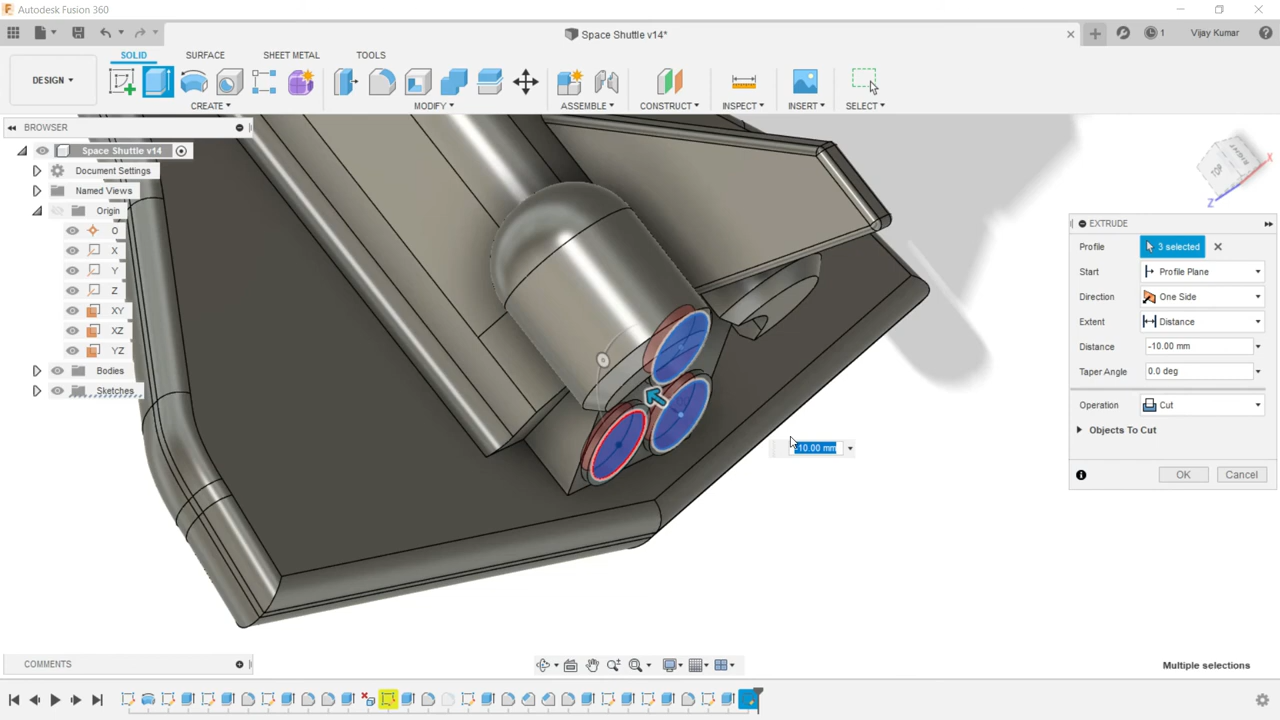 Autodesk Fusion 360
Space Shuttle v14*
1
Vijay Kumar
DESIGN
SOLID
SURFACE
SHEET METAL
TOOLS
CREATE
MODIFY
ASSEMBLE
CONSTRUCT
INSPECT
INSERT
SELECT
BROWSER
Space Shuttle v14
Document Settings
Named Views
Origin
O
X
Y
Z
XY
XZ
YZ
Bodies
Sketches
TOP
RIGHT
X
Z
EXTRUDE
Profile 3 selected
Start Profile Plane
Direction One Side
Extent Distance
Distance -10.00 mm
Taper Angle 0.0 deg
Operation Cut
Objects To Cut
OK Cancel
-10.00 mm
COMMENTS
Multiple selections